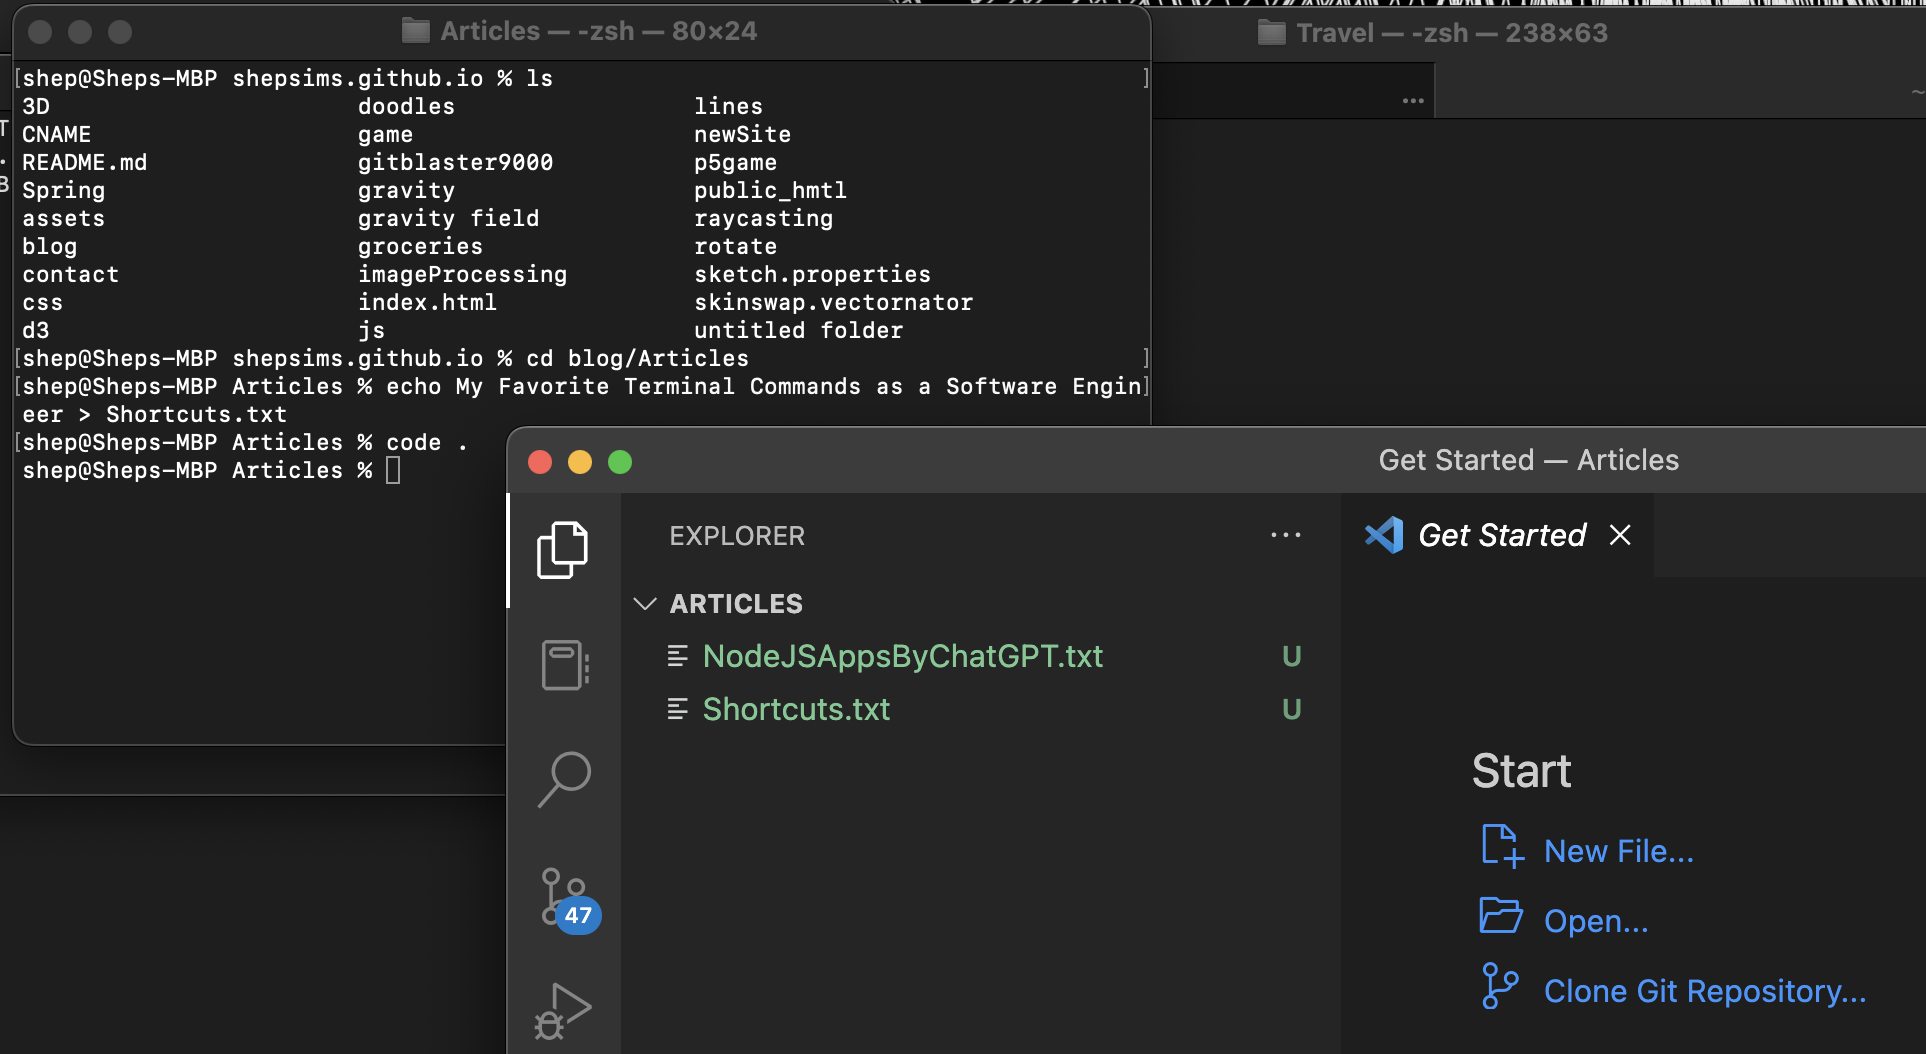 Articles — -zsh — 80×24
Travel — -zsh — 238×63
[shep@Sheps-MBP shepsims.github.io % ls ]
3D doodles lines
CNAME game newSite
README.md gitblaster9000 p5game
Spring gravity public_hmtl
assets gravity field raycasting
blog groceries rotate
contact imageProcessing sketch.properties
css index.html skinswap.vectornator
d3 js untitled folder
[shep@Sheps-MBP shepsims.github.io % cd blog/Articles ]
[shep@Sheps-MBP Articles % echo My Favorite Terminal Commands as a Software Engin]
eer > Shortcuts.txt
[shep@Sheps-MBP Articles % code .
shep@Sheps-MBP Articles %
...
~
T
B
Get Started — Articles
EXPLORER
...
Get Started
ARTICLES
NodeJSAppsByChatGPT.txt U
Shortcuts.txt U
47
Start
New File...
Open...
Clone Git Repository...